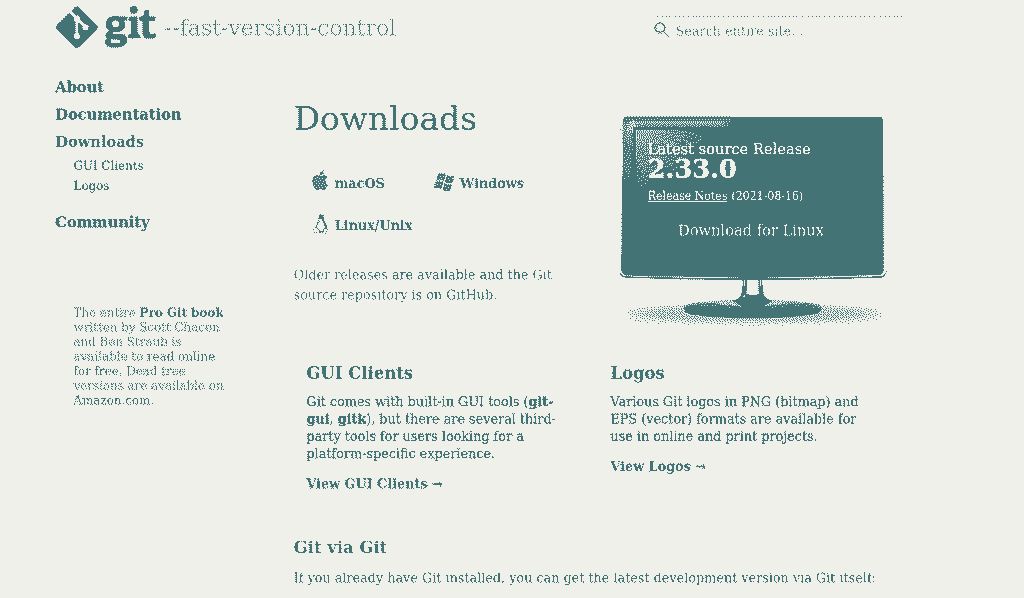 git --fast-version-control
Search entire site...
About
Documentation
Downloads
GUI Clients
Logos
Community
The entire Pro Git book
written by Scott Chacon
and Ben Straub is
available to read online
for free. Dead tree
versions are available on
Amazon.com.
Downloads
macOS
Windows
Linux/Unix
Older releases are available and the Git
source repository is on GitHub.
Latest source Release
2.33.0
Release Notes (2021-08-16)
Download for Linux
GUI Clients
Git comes with built-in GUI tools (git-
gui, gitk), but there are several third-
party tools for users looking for a
platform-specific experience.
View GUI Clients →
Logos
Various Git logos in PNG (bitmap) and
EPS (vector) formats are available for
use in online and print projects.
View Logos →
Git via Git
If you already have Git installed, you can get the latest development version via Git itself: